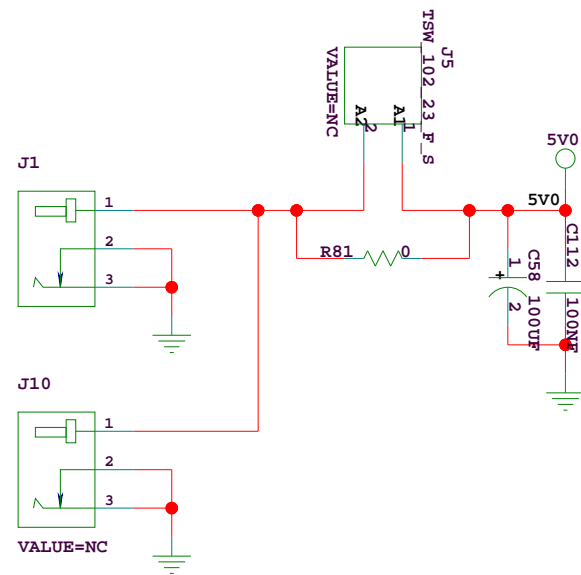 TSW_102_23_F_S
J5
VALUE=NC
A2
2
A1
1
5V0
5V0
J1
1
2
3
R81
0
C58
1
+
2
100UF
C112
100NF
J10
1
2
3
VALUE=NC